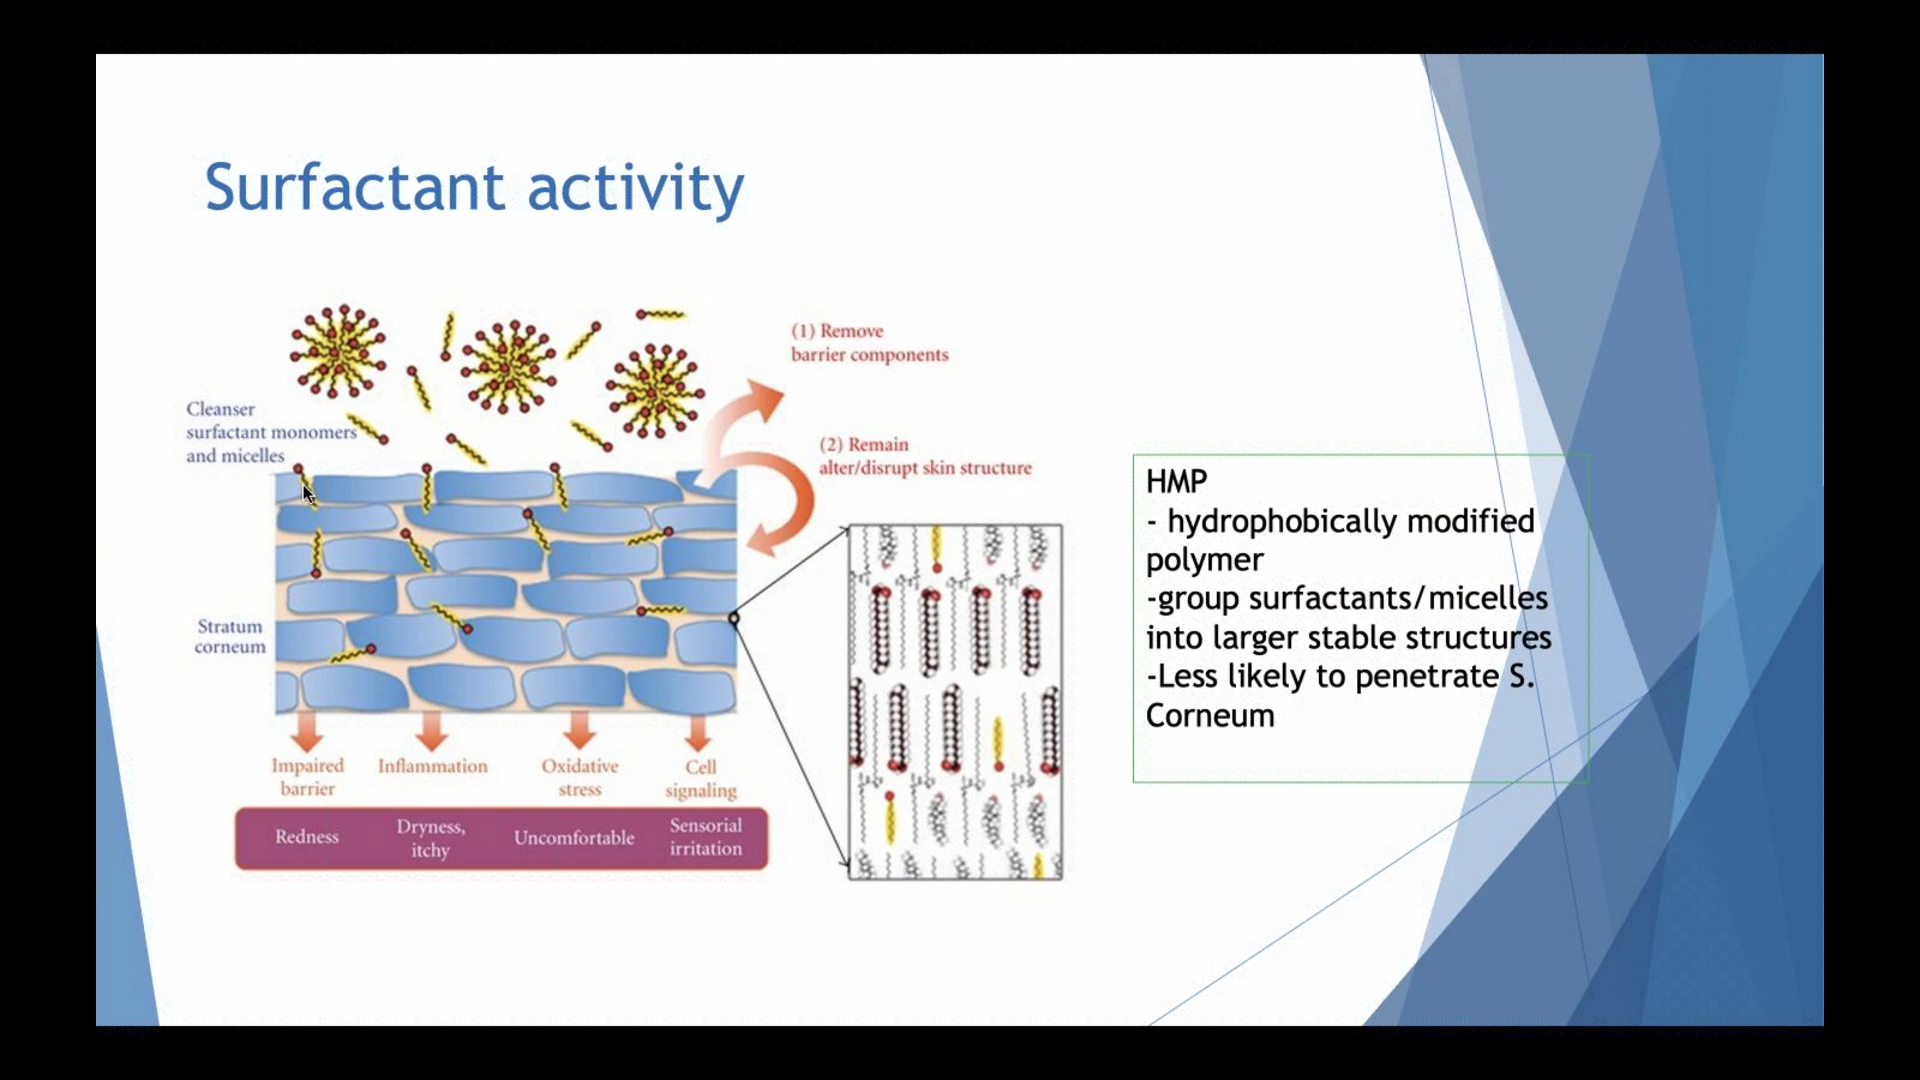 Surfactant activity
(1) Remove
barrier components
Cleanser
surfactant monomers
and micelles
(2) Remain
alter/disrupt skin structure
Stratum
corneum
Impaired
barrier
Inflammation
Oxidative
stress
Cell
signaling
Redness
Dryness,
itchy
Uncomfortable
Sensorial
irritation
HMP
- hydrophobically modified
polymer
-group surfactants/micelles
into larger stable structures
-Less likely to penetrate S.
Corneum